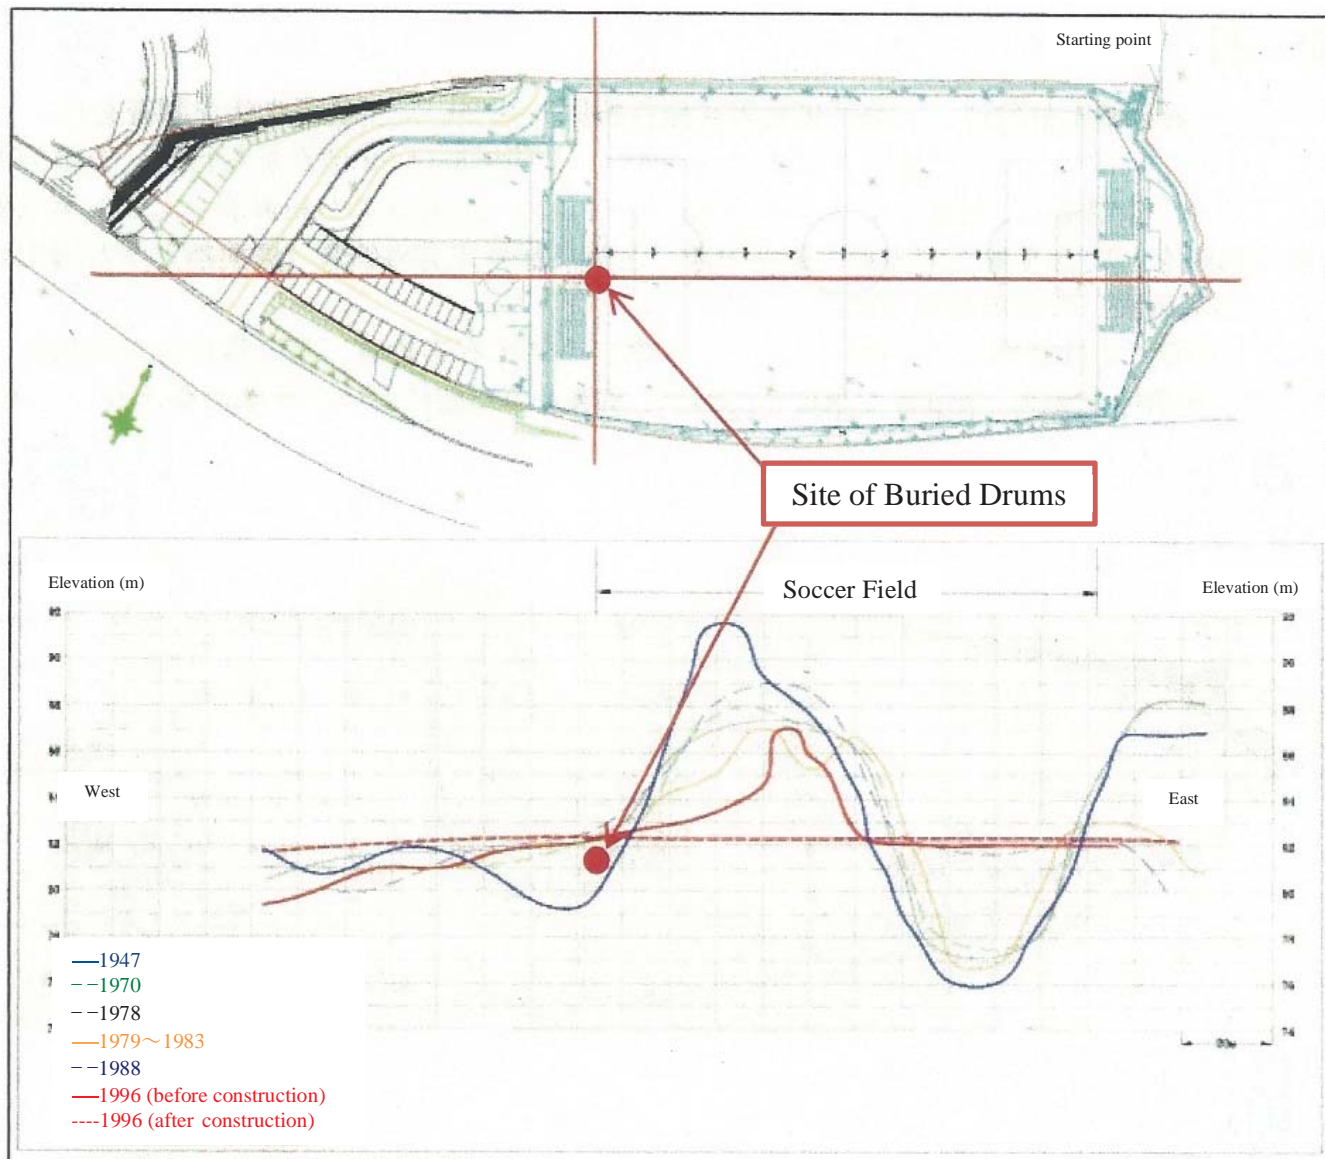 Starting point
Site of Buried Drums
Elevation (m)
Soccer Field
Elevation (m)
West
East
1947
1970
1978
1979～1983
1988
1996 (before construction)
1996 (after construction)